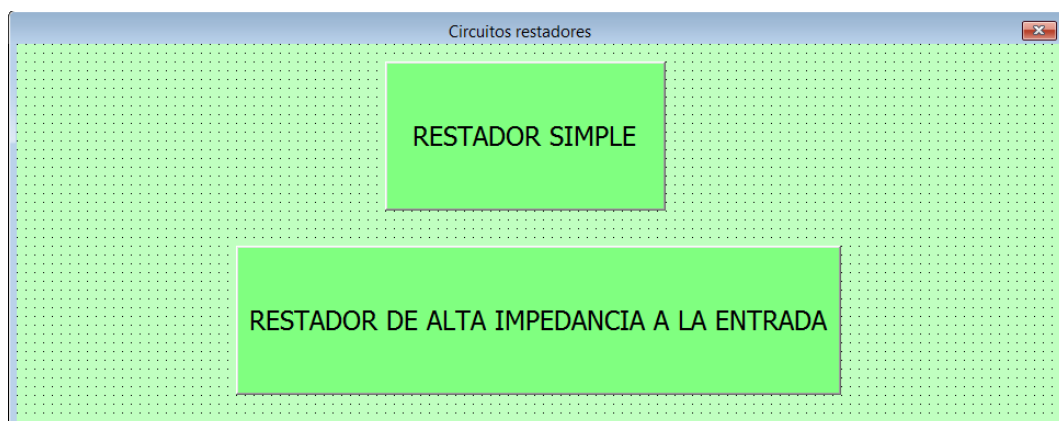 Circuitos restadores
RESTADOR SIMPLE
RESTADOR DE ALTA IMPEDANCIA A LA ENTRADA